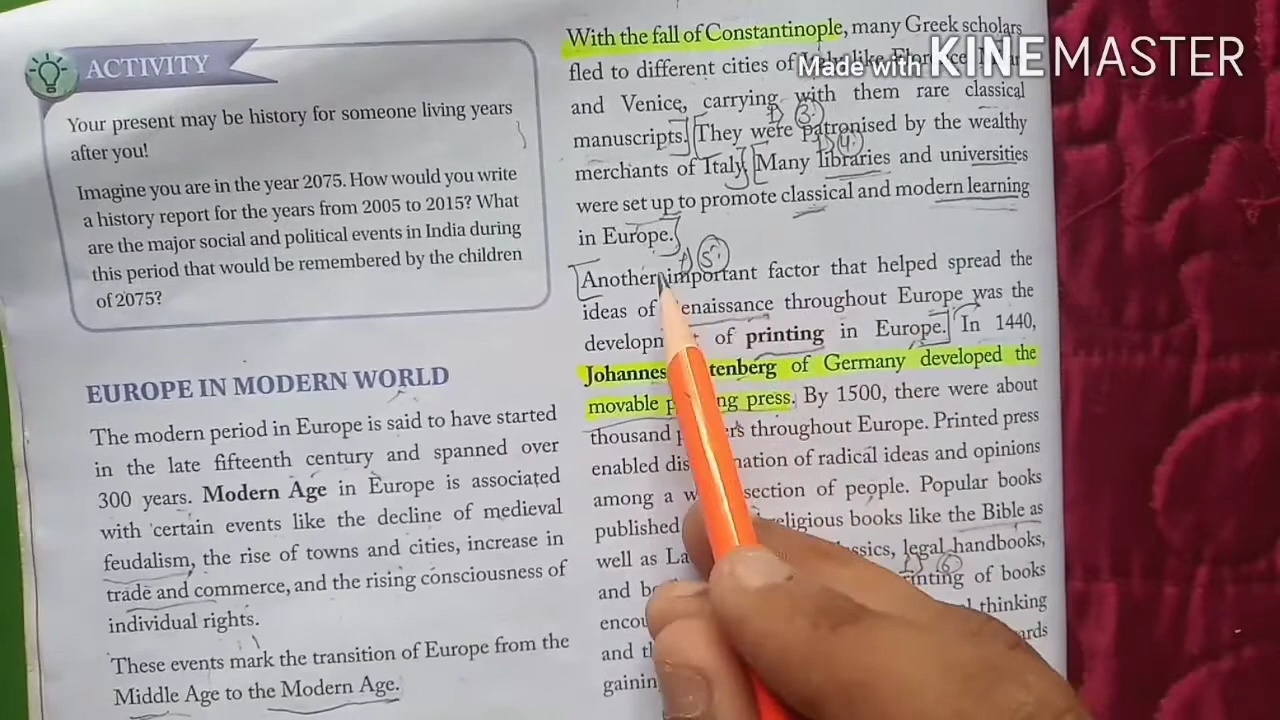 ACTIVITY
Your present may be history for someone living years
after you!
Imagine you are in the year 2075. How would you write
a history report for the years from 2005 to 2015? What
are the major social and political events in India during
this period that would be remembered by the children
of 2075?
EUROPE IN MODERN WORLD
The modern period in Europe is said to have started
in the late fifteenth century and spanned over
300 years. Modern Age in Europe is associated
with certain events like the decline of medieval
feudalism, the rise of towns and cities, increase in
trade and commerce, and the rising consciousness of
individual rights.
These events mark the transition of Europe from the
Middle Age to the Modern Age.
With the fall of Constantinople, many Greek scholars
fled to different cities of
and Venice, carrying with them rare classical
manuscripts. They were patronised by the wealthy
merchants of Italy. Many libraries and universities
were set up to promote classical and modern learning
in Europe.
Another important factor that helped spread the
ideas of Renaissance throughout Europe was the
of printing in Europe. In 1440,
Johannes of Germany developed the
movable press. By 1500, there were about
thousand throughout Europe. Printed press
enabled of radical ideas and opinions
among a section of people. Popular books
published religious books like the Bible as
well as legal handbooks,
and of books
thinking
and
Made with KINEMASTER
3
4
5
6